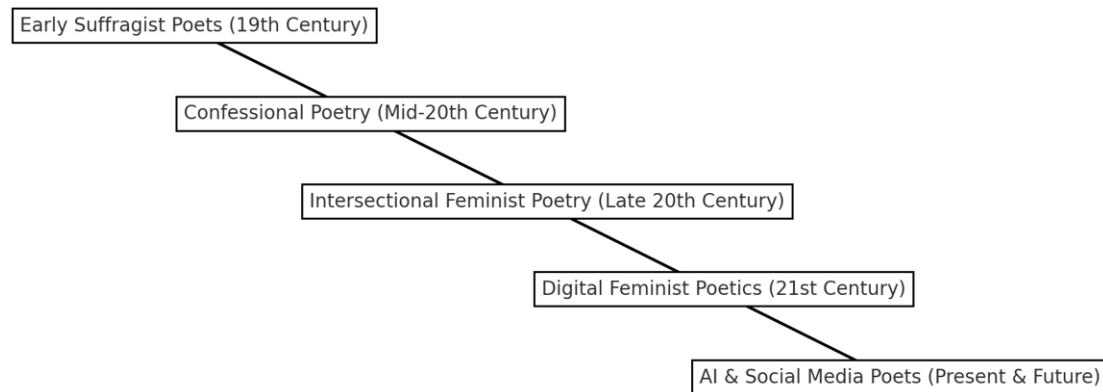 Early Suffragist Poets (19th Century)
Confessional Poetry (Mid-20th Century)
Intersectional Feminist Poetry (Late 20th Century)
Digital Feminist Poetics (21st Century)
AI & Social Media Poets (Present & Future)